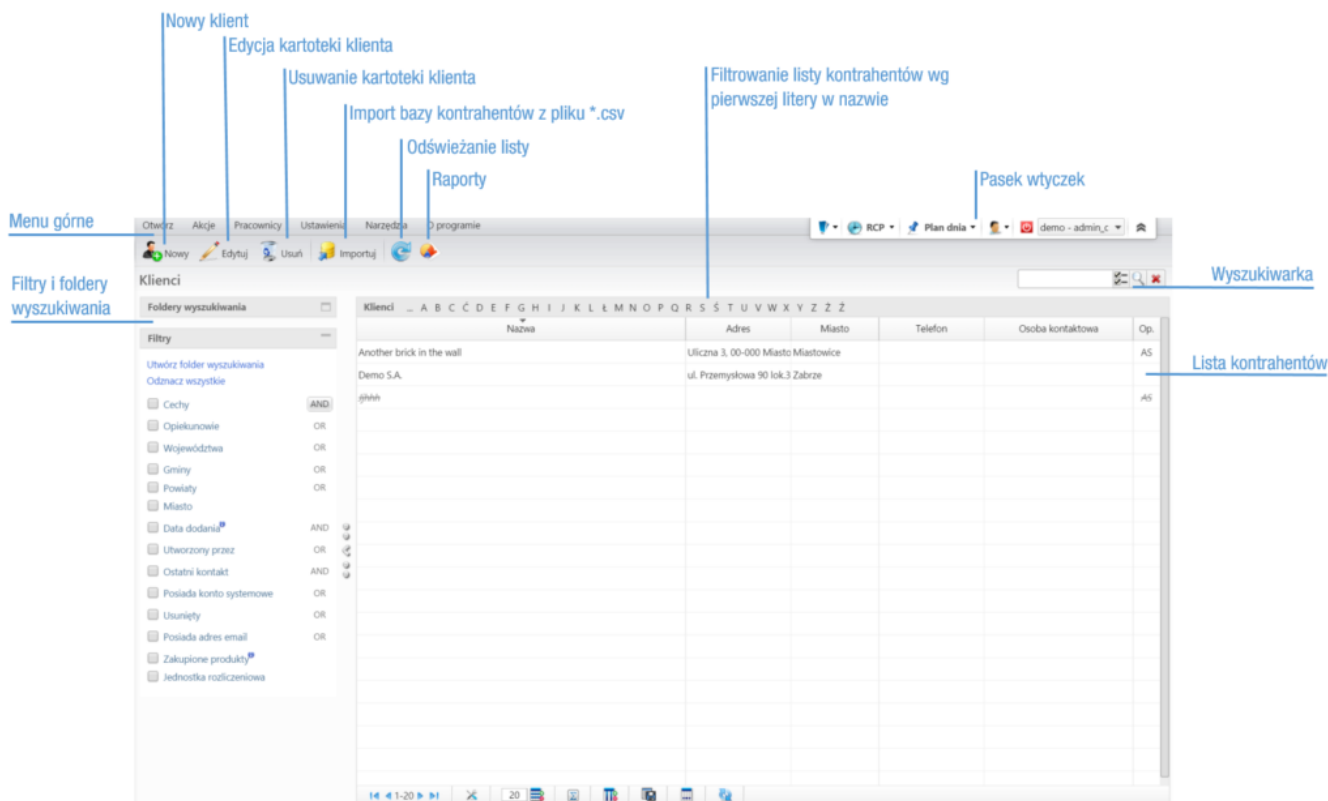 Nowy klient
Edycja kartoteki klienta
Usuwanie kartoteki klienta
Filtrowanie listy kontrahentów wg
pierwszej litery w nazwie
Import bazy kontrahentów z pliku *.csv
Odświeżanie listy
Raporty
Pasek wtyczek
Menu górne
Otwórz Akcje Pracownicy Ustawienia Narzędzia O programie
RCP Plan dnia demo - admin_c
Nowy Edytuj Usuń Importuj
Klienci
Wyszukiwarka
Filtry i foldery
wyszukiwania
Foldery wyszukiwania
Klienci _ A B C Ć D E F G H I J K L Ł M N O P Q R S Ś T U V W X Y Z Ż Ź
Nazwa Adres Miasto Telefon Osoba kontaktowa Op.
Filtry
Another brick in the wall Uliczna 3, 00-000 Miasto Miastowice AS
Utwórz folder wyszukiwania
Lista kontrahentów
Demo S.A. ul. Przemysłowa 90 lok.3 Zabrze
Odznacz wszystkie
AS
Cechy AND
Opiekunowie OR
Województwa OR
Gminy OR
Powiaty OR
Miasto
Data dodania AND
Utworzony przez OR
Ostatni kontakt AND
Posiada konto systemowe OR
Usunięty OR
Posiada adres email OR
Zakupione produkty
Jednostka rozliczeniowa
1-20 20